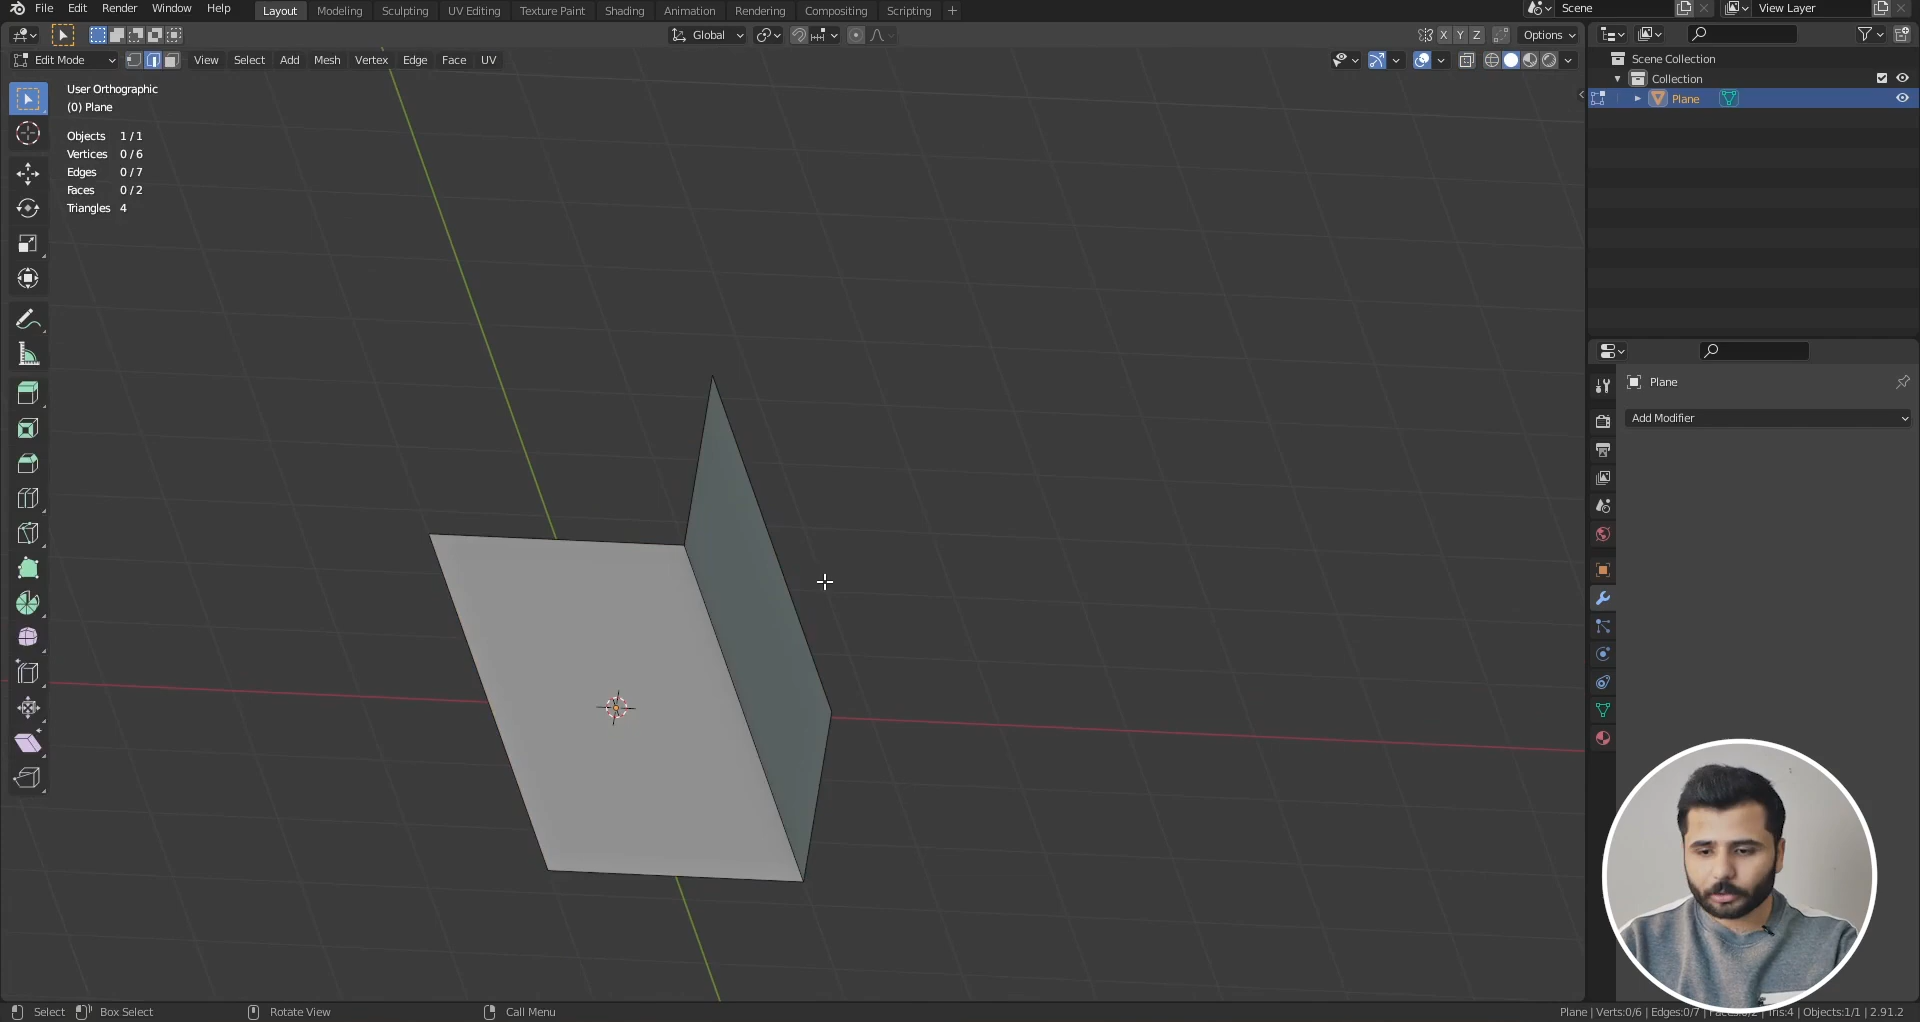 File Edit Render Window Help Layout Modeling Sculpting UV Editing Texture Paint Shading Animation Rendering Compositing Scripting Scene View Layer
Global X Y Z Options
Edit Mode View Select Add Mesh Vertex Edge Face UV
Scene Collection
Collection
Plane
User Orthographic
(0) Plane
Objects 1 / 1
Vertices 0 / 6
Edges 0 / 7
Faces 0 / 2
Triangles 4
Plane
Add Modifier
Select Box Select Rotate View Call Menu Plane | Verts:0/6 | Edges:0/7 | Objects:1/1 | 2.91.2